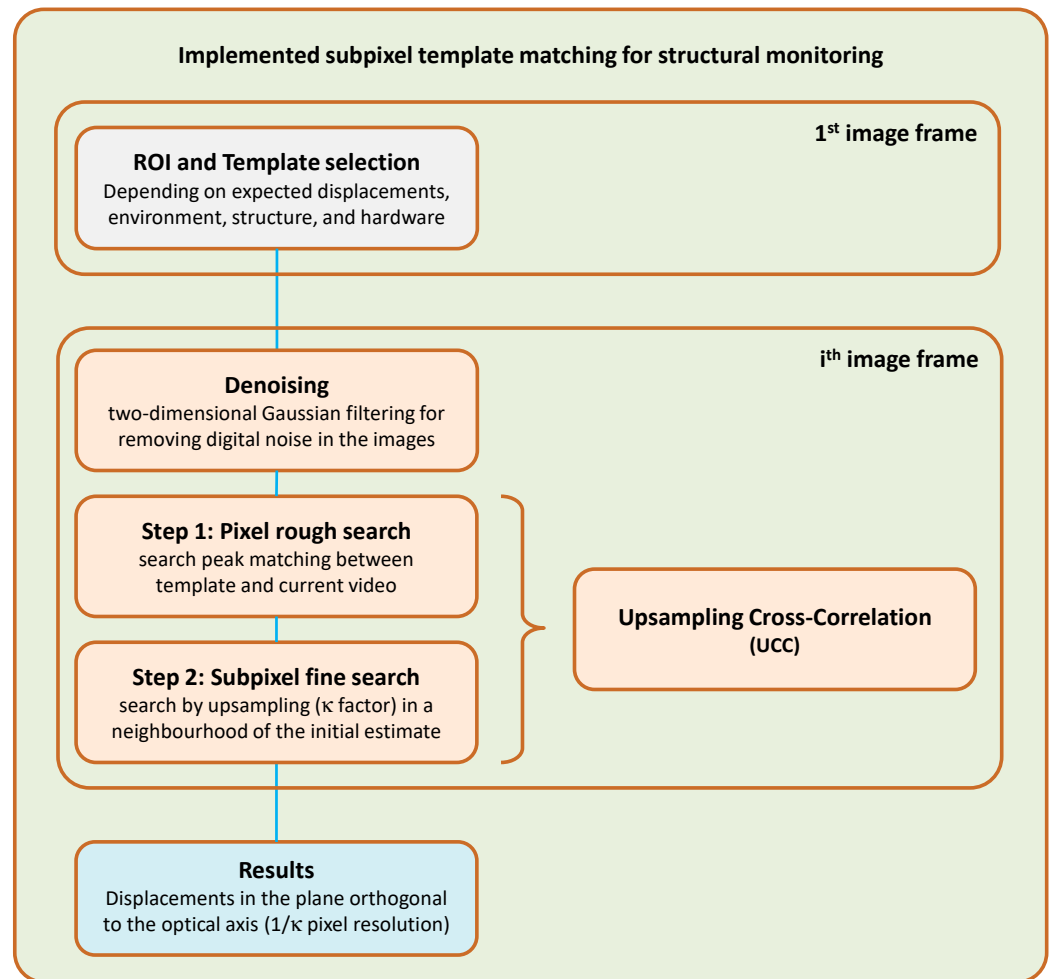 Implemented subpixel template matching for structural monitoring
1st image frame
ROI and Template selection
Depending on expected displacements,
environment, structure, and hardware
ith image frame
Denoising
two-dimensional Gaussian filtering for
removing digital noise in the images
Step 1: Pixel rough search
search peak matching between
template and current video
Upsampling Cross-Correlation
(UCC)
Step 2: Subpixel fine search
search by upsampling (κ factor) in a
neighbourhood of the initial estimate
Results
Displacements in the plane orthogonal
to the optical axis (1/κ pixel resolution)